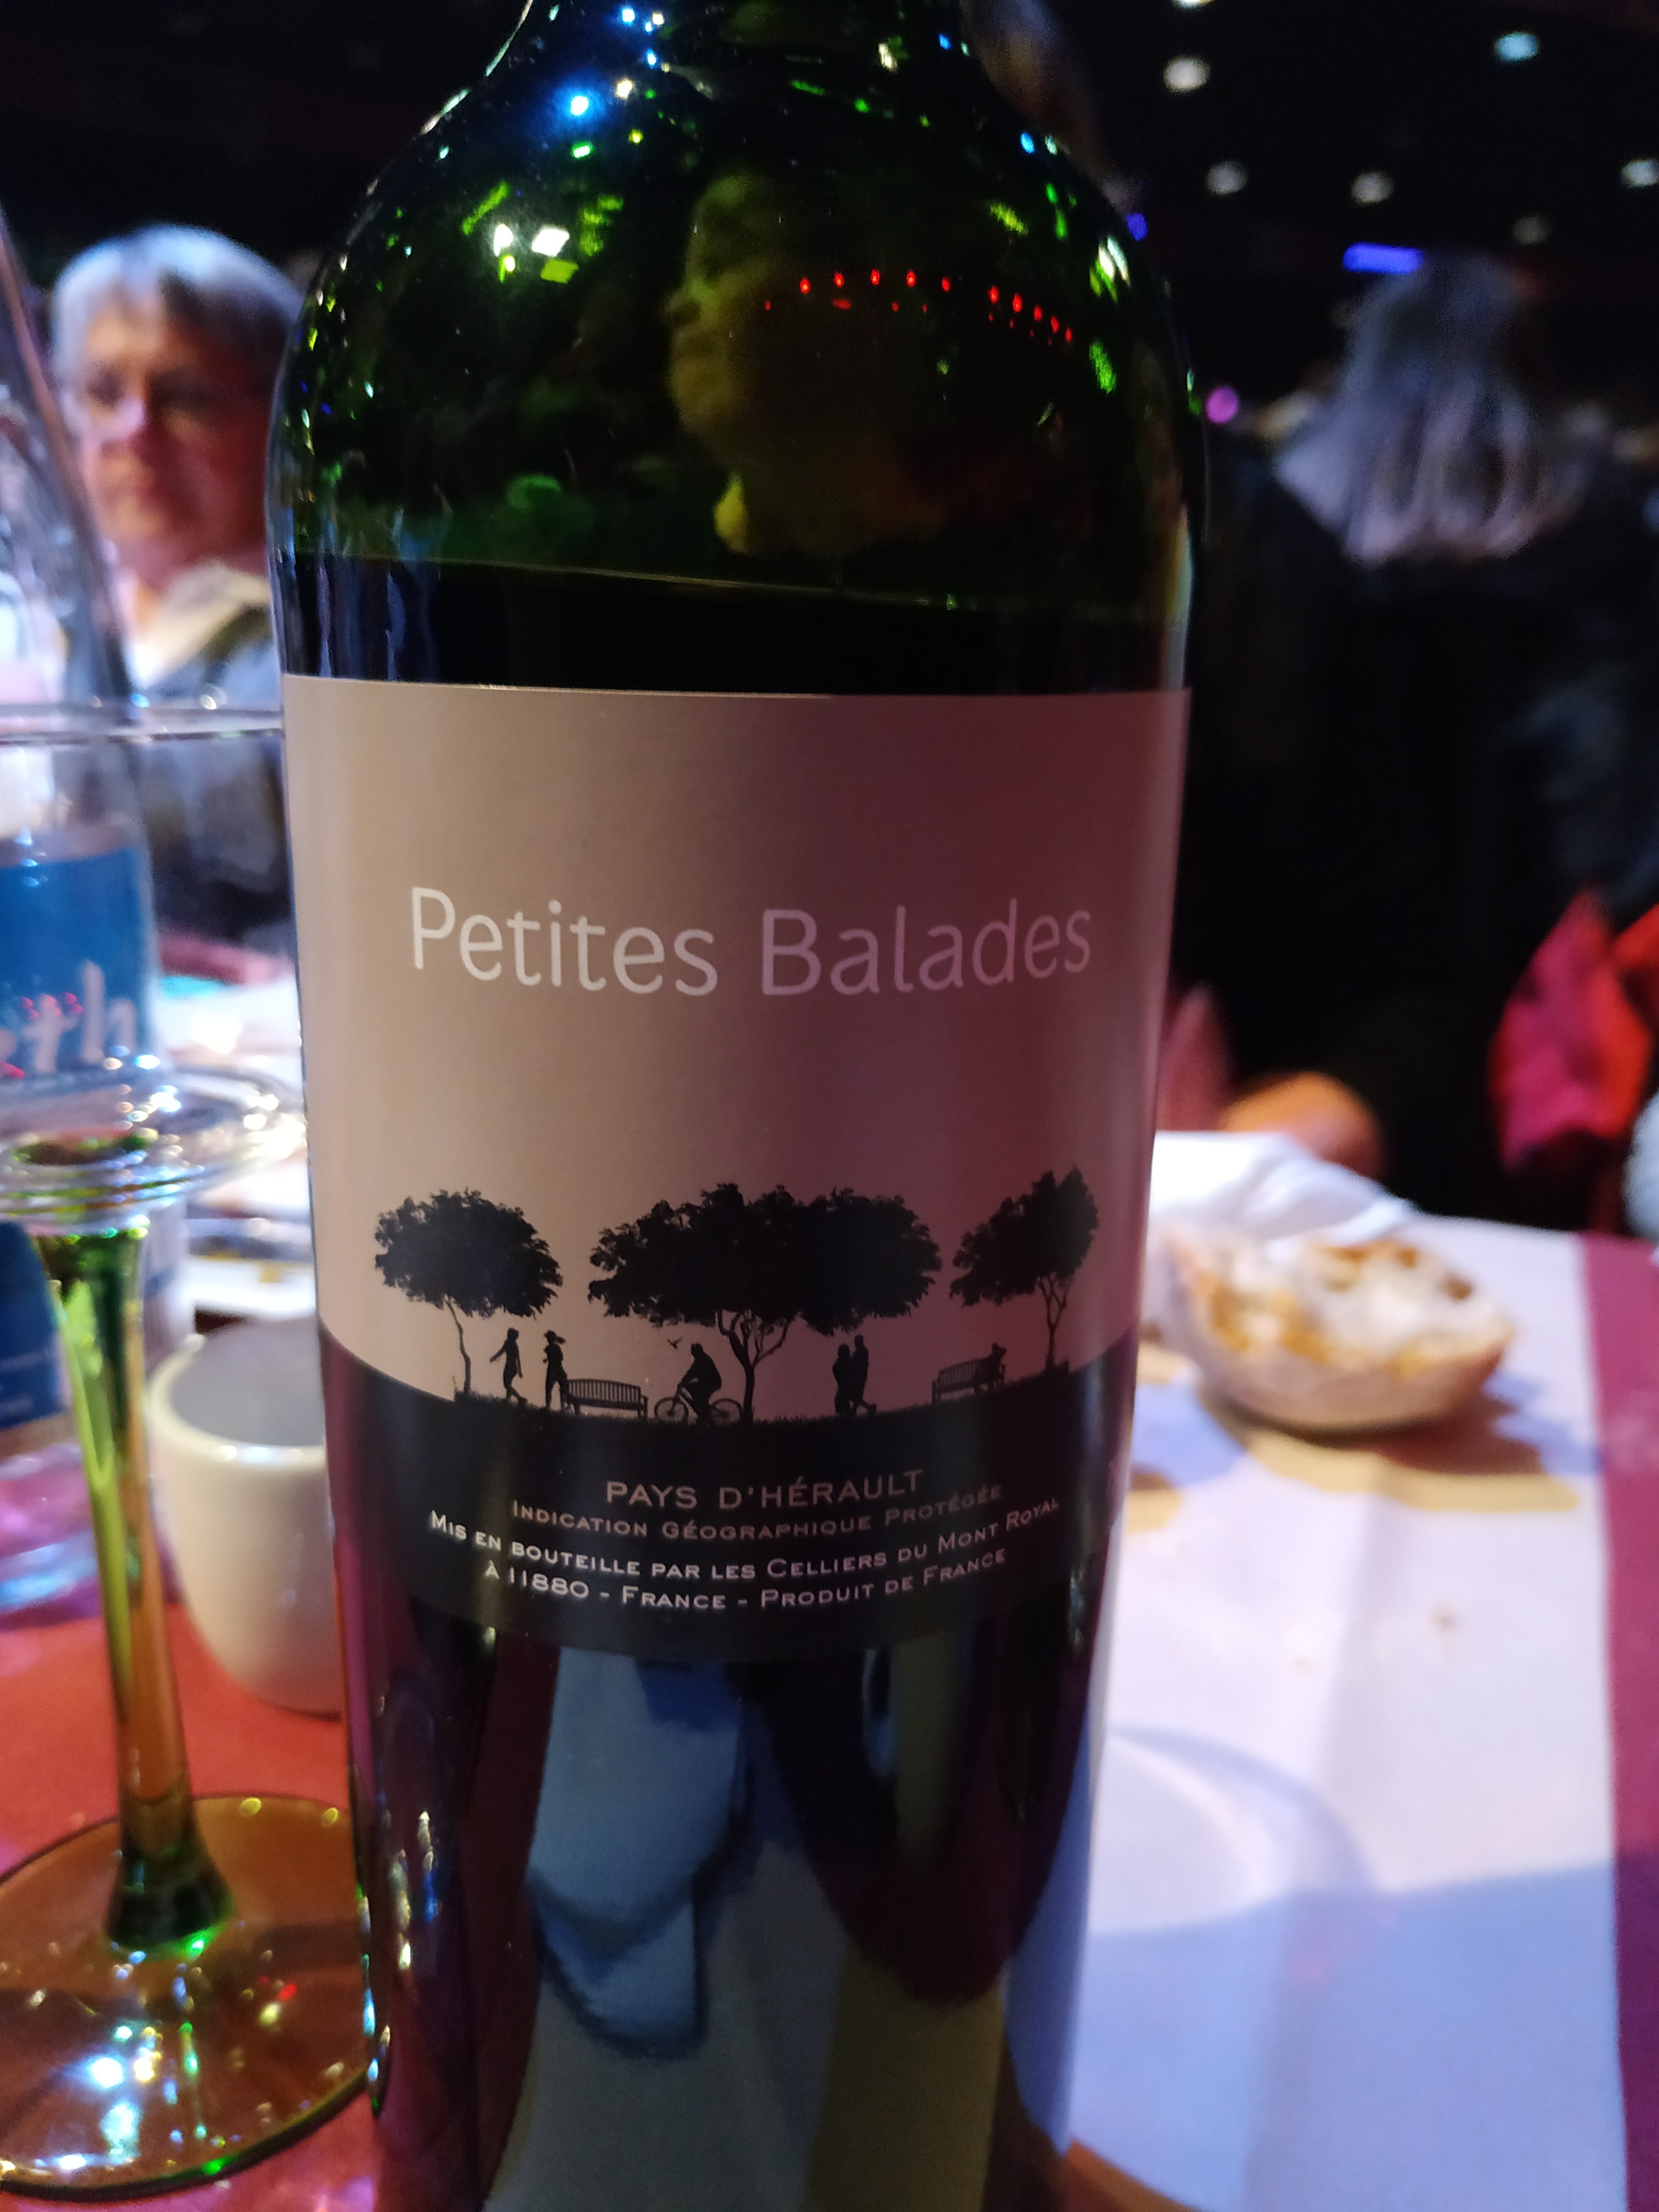 Petites Balades
PAYS D'HÉRAULT
INDICATION GÉOGRAPHIQUE PROTÉGÉE
MIS EN BOUTEILLE PAR LES CELLIERS DU MONT ROYAL
À 11880 - FRANCE - PRODUIT DE FRANCE